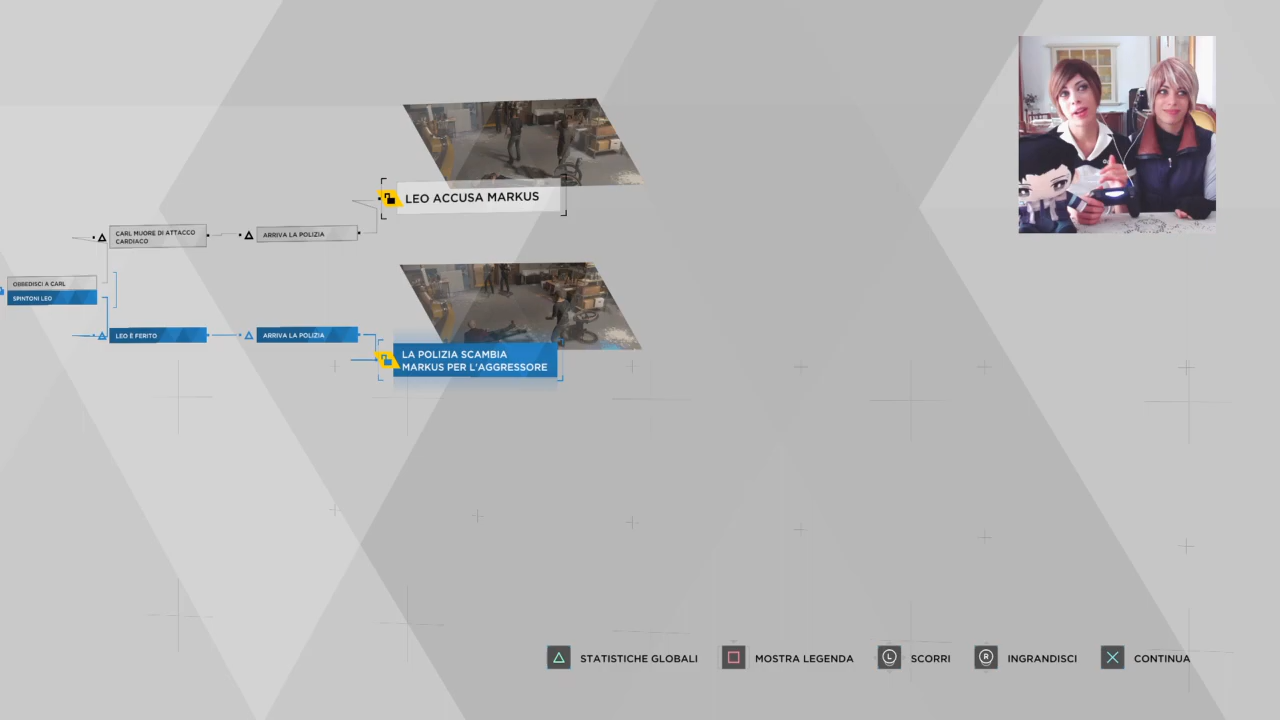 LEO ACCUSA MARKUS
CARL MUORE DI ATTACCO
CARDIACO
ARRIVA LA POLIZIA
OBBEDISCI A CARL
SPINTONI LEO
LEO È FERITO
ARRIVA LA POLIZIA
LA POLIZIA SCAMBIA
MARKUS PER L'AGGRESSORE
STATISTICHE GLOBALI
MOSTRA LEGENDA
L
SCORRI
R
INGRANDISCI
CONTINUA